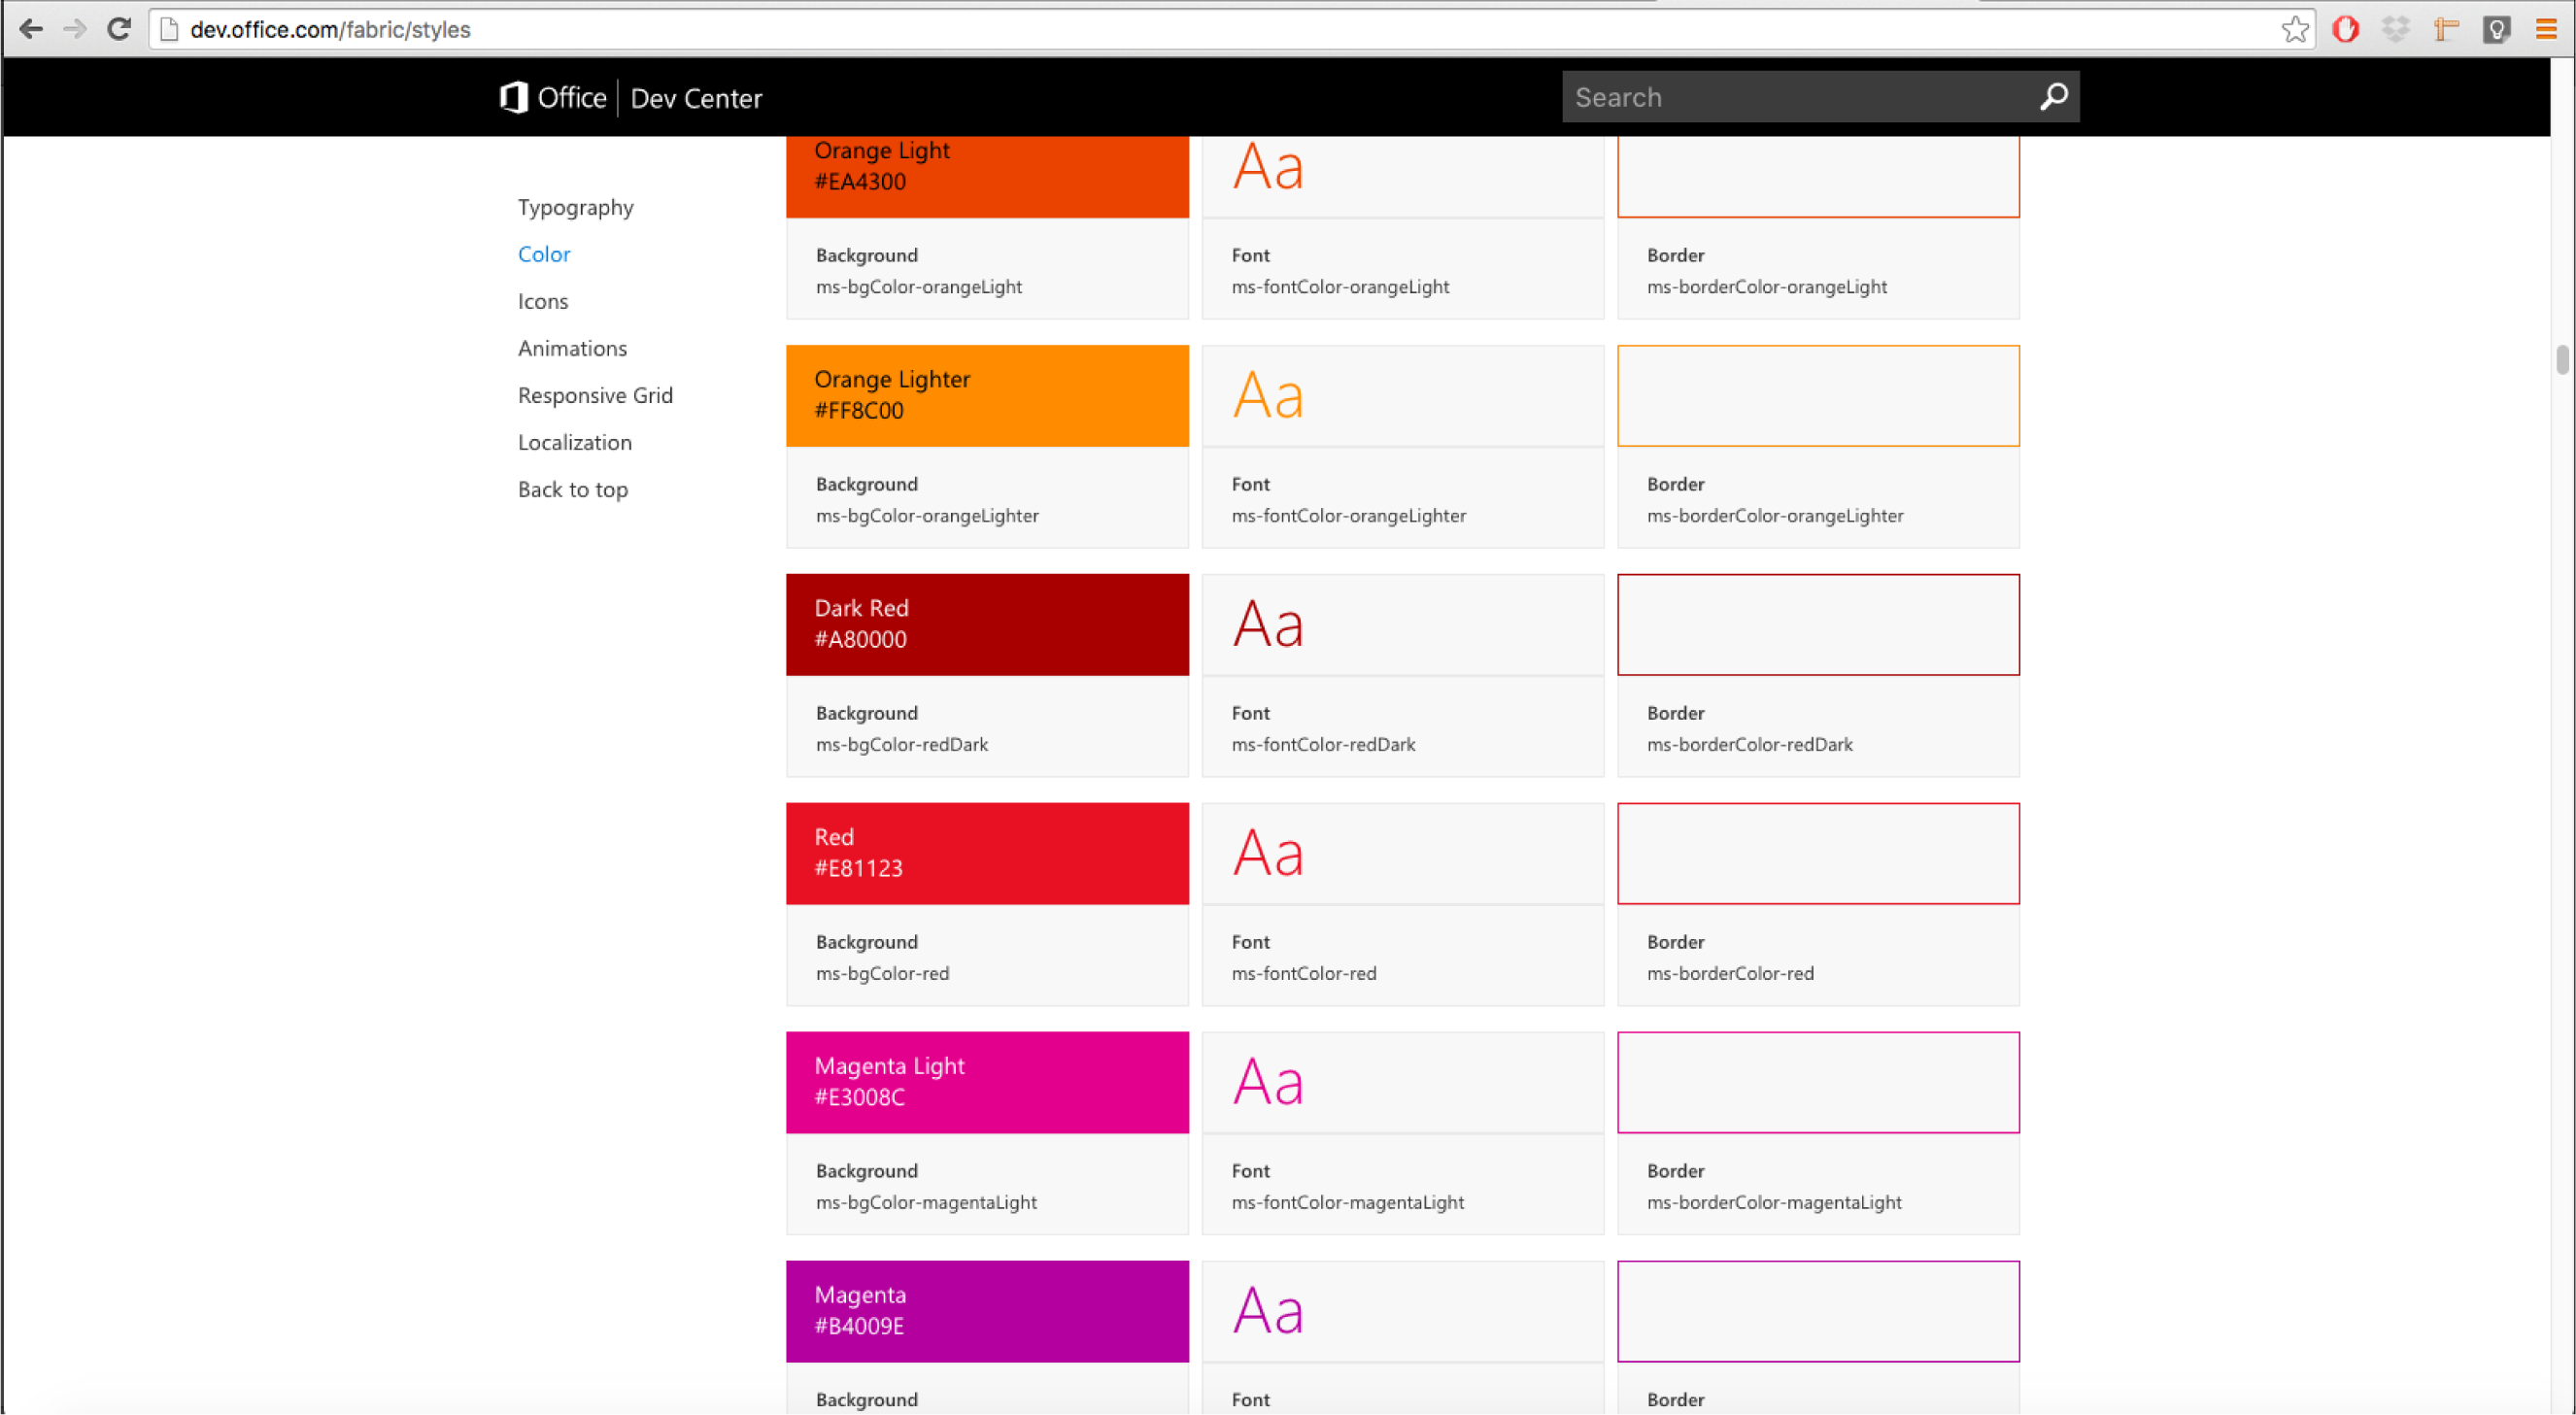 dev.office.com/fabric/styles
Office | Dev Center
Search
Typography
Color
Icons
Animations
Responsive Grid
Localization
Back to top
Orange Light
#EA4300
Aa
Background
ms-bgColor-orangeLight
Font
ms-fontColor-orangeLight
Border
ms-borderColor-orangeLight
Orange Lighter
#FF8C00
Aa
Background
ms-bgColor-orangeLighter
Font
ms-fontColor-orangeLighter
Border
ms-borderColor-orangeLighter
Dark Red
#A80000
Aa
Background
ms-bgColor-redDark
Font
ms-fontColor-redDark
Border
ms-borderColor-redDark
Red
#E81123
Aa
Background
ms-bgColor-red
Font
ms-fontColor-red
Border
ms-borderColor-red
Magenta Light
#E3008C
Aa
Background
ms-bgColor-magentaLight
Font
ms-fontColor-magentaLight
Border
ms-borderColor-magentaLight
Magenta
#B4009E
Aa
Background
Font
Border